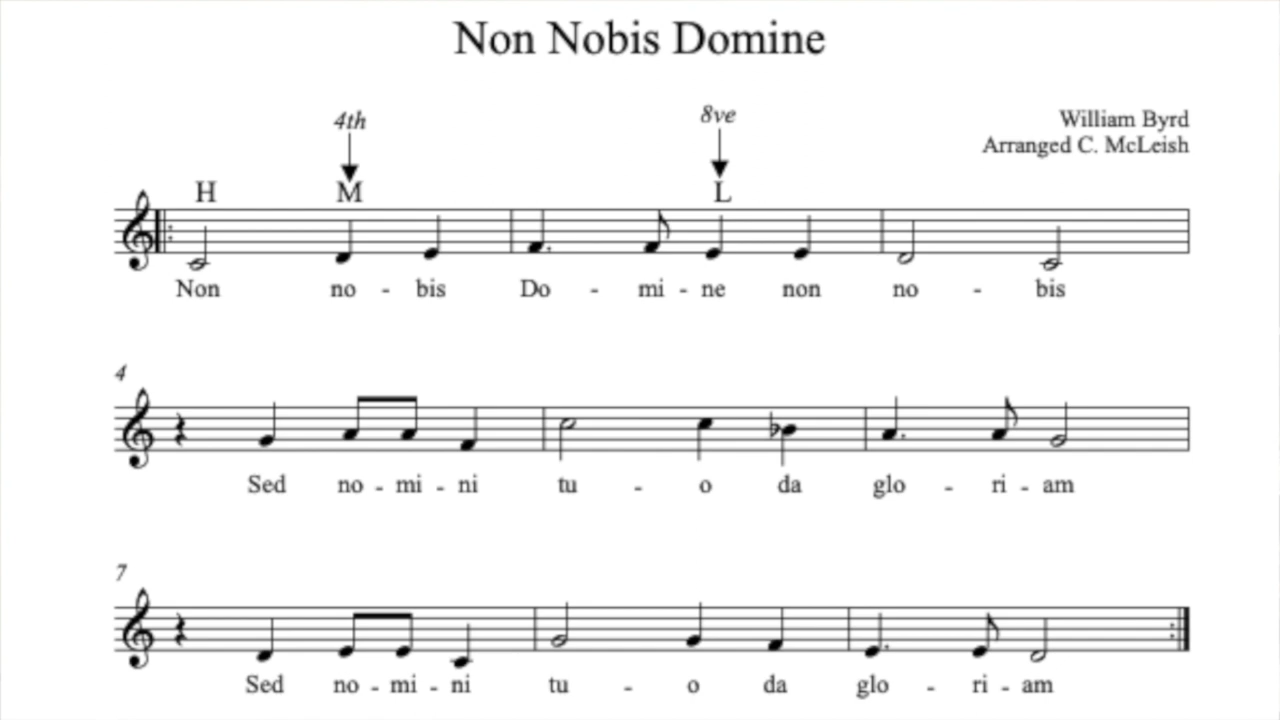 Non Nobis Domine
4th
8ve
William Byrd
Arranged C. McLeish
H M L
Non no - bis Do - mi - ne non no - bis
4
Sed no - mi - ni tu - o da glo - ri - am
7
Sed no - mi - ni tu - o da glo - ri - am